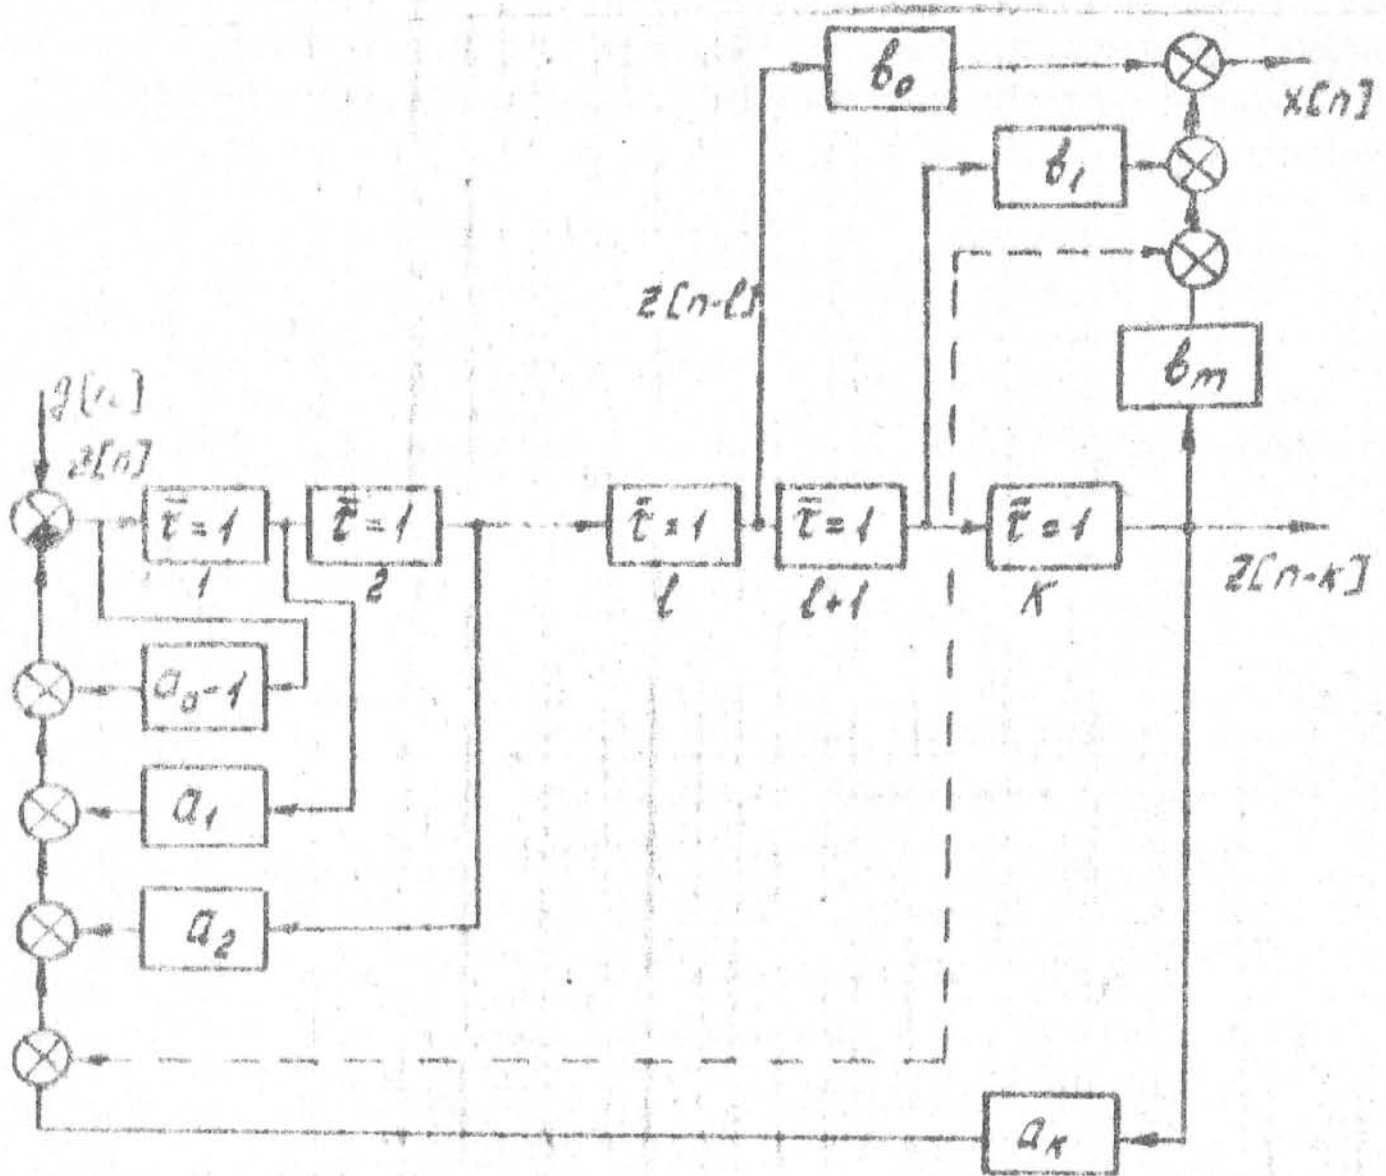 b₀
x[n]
b₁
z[n-l]
bₘ
g[n]
z[n]
τ̄=1
τ̄=1
τ̄=1
τ̄=1
τ̄=1
1
2
l
l+1
к
z[n-к]
a₀-1
a₁
a₂
aₖ